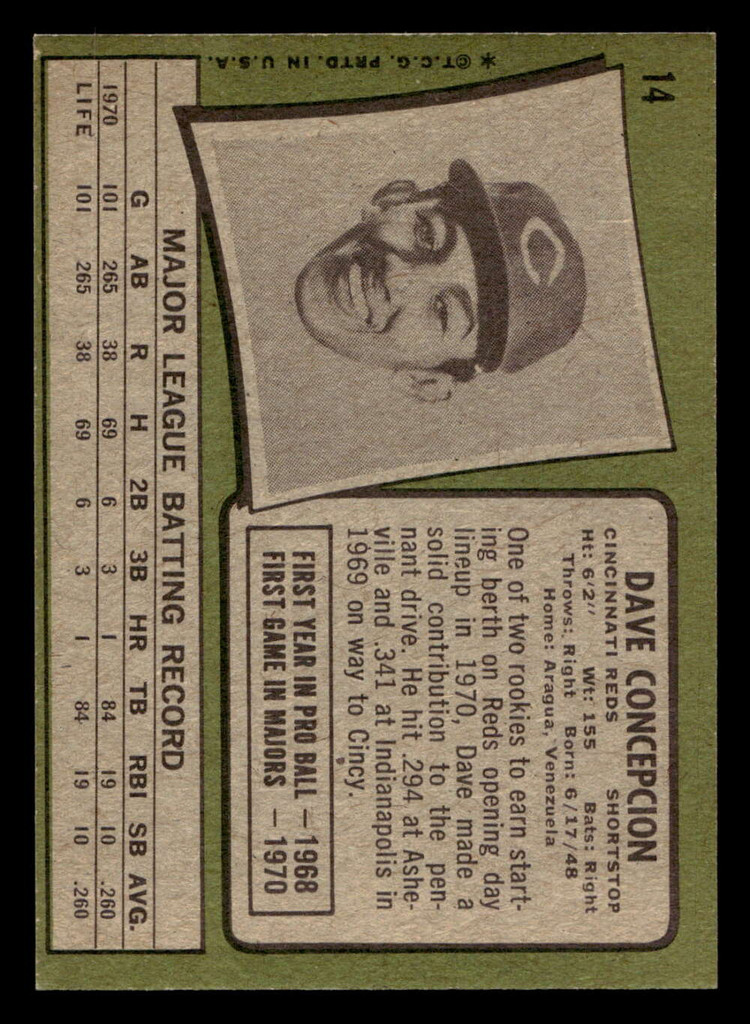 14
DAVE CONCEPCION
CINCINNATI REDS SHORTSTOP
Ht: 6'2" Wt: 155 Bats: Right
Throws: Right Born: 6/17/48
Home: Aragua, Venezuela
One of two rookies to earn start-
ing berth on Reds opening day
lineup in 1970, Dave made a
solid contribution to the pen-
nant drive. He hit .294 at Ashe-
ville and .341 at Indianapolis in
1969 on way to Cincy.
FIRST YEAR IN PRO BALL — 1968
FIRST GAME IN MAJORS — 1970
C
MAJOR LEAGUE BATTING RECORD
G AB R H 2B 3B HR TB RBI SB AVG.
1970 101 265 38 69 6 3 1 84 19 10 .260
LIFE 101 265 38 69 6 3 1 84 19 10 .260
* ©T.C.G. PRTD. IN U.S.A.